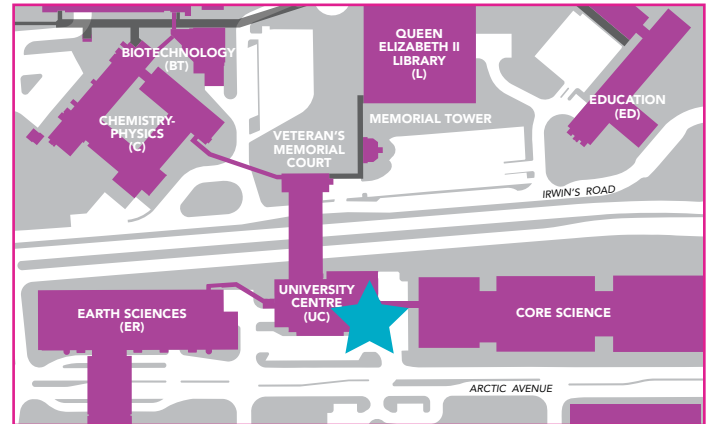 QUEEN
ELIZABETH II
LIBRARY
(L)
BIOTECHNOLOGY
(BT)
EDUCATION
(ED)
CHEMISTRY-
PHYSICS
(C)
MEMORIAL TOWER
VETERAN'S
MEMORIAL
COURT
IRWIN'S ROAD
UNIVERSITY
CENTRE
(UC)
EARTH SCIENCES
(ER)
CORE SCIENCE
ARCTIC AVENUE